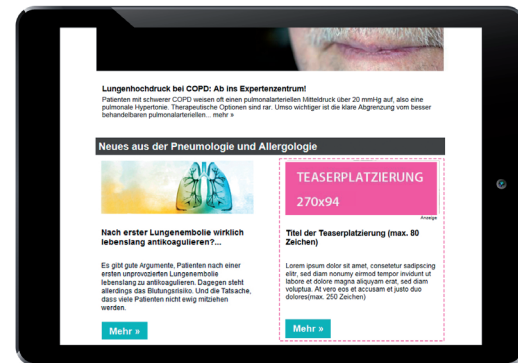 Lungenhochdruck bei COPD: Ab ins Expertenzentrum!
Patienten mit schwerer COPD weisen oft einen pulmonalarteriellen Mitteldruck über 20 mmHg auf, also eine
pulmonale Hypertonie. Therapeutische Optionen sind rar. Umso wichtiger ist die klare Abgrenzung vom besser
behandelbaren pulmonalarteriellen... mehr »
Neues aus der Pneumologie und Allergologie
Nach erster Lungenembolie wirklich
lebenslang antikoagulieren?...
Es gibt gute Argumente, Patienten nach einer
ersten unprovozierten Lungenembolie
lebenslang zu antikoagulieren. Dagegen steht
allerdings das Blutungsrisiko. Und die Tatsache,
dass viele Patienten nicht ewig mitziehen
werden.
Mehr »
TEASERPLATZIERUNG
270x94
Anzeige
Titel der Teaserplatzierung (max. 80
Zeichen)
Lorem ipsum dolor sit amet, consetetur sadipscing
elitr, sed diam nonumy eirmod tempor invidunt ut
labore et dolore magna aliquyam erat, sed diam
voluptua. At vero eos et accusam et justo duo
dolores(max. 250 Zeichen)
Mehr »